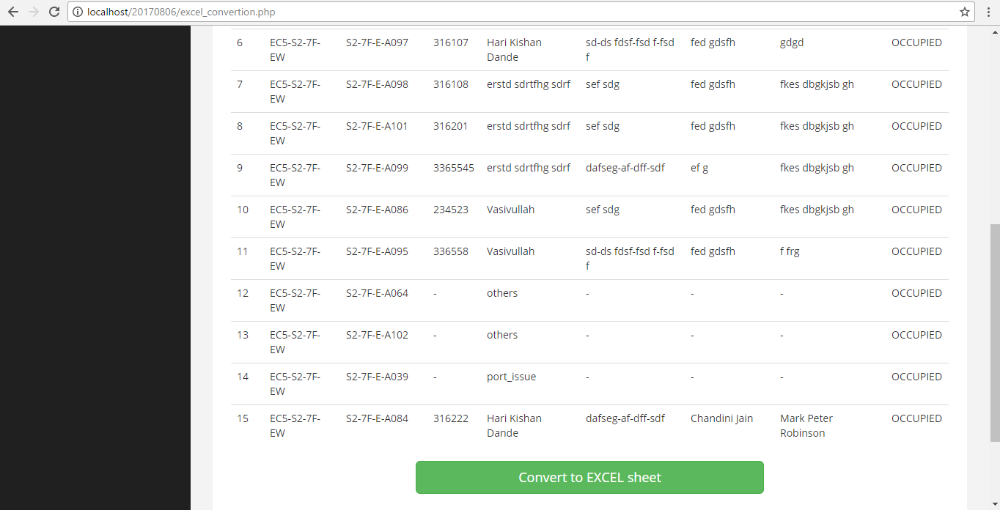 localhost/20170806/excel_convertion.php
6 EC5-S2-7F- S2-7F-E-A097 316107 Hari Kishan sd-ds fdsf-fsd f-fsd fed gdsfh gdgd OCCUPIED
EW Dande f
7 EC5-S2-7F- S2-7F-E-A098 316108 erstd sdrtfhg sdrf sef sdg fed gdsfh fkes dbgkjsb gh OCCUPIED
EW
8 EC5-S2-7F- S2-7F-E-A101 316201 erstd sdrtfhg sdrf sef sdg fed gdsfh fkes dbgkjsb gh OCCUPIED
EW
9 EC5-S2-7F- S2-7F-E-A099 3365545 erstd sdrtfhg sdrf dafseg-af-dff-sdf ef g fkes dbgkjsb gh OCCUPIED
EW
10 EC5-S2-7F- S2-7F-E-A086 234523 Vasivullah sef sdg fed gdsfh fkes dbgkjsb gh OCCUPIED
EW
11 EC5-S2-7F- S2-7F-E-A095 336558 Vasivullah sd-ds fdsf-fsd f-fsd fed gdsfh f frg OCCUPIED
EW f
12 EC5-S2-7F- S2-7F-E-A064 - others - - - OCCUPIED
EW
13 EC5-S2-7F- S2-7F-E-A102 - others - - - OCCUPIED
EW
14 EC5-S2-7F- S2-7F-E-A039 - port_issue - - - OCCUPIED
EW
15 EC5-S2-7F- S2-7F-E-A084 316222 Hari Kishan dafseg-af-dff-sdf Chandini Jain Mark Peter OCCUPIED
EW Dande Robinson
Convert to EXCEL sheet